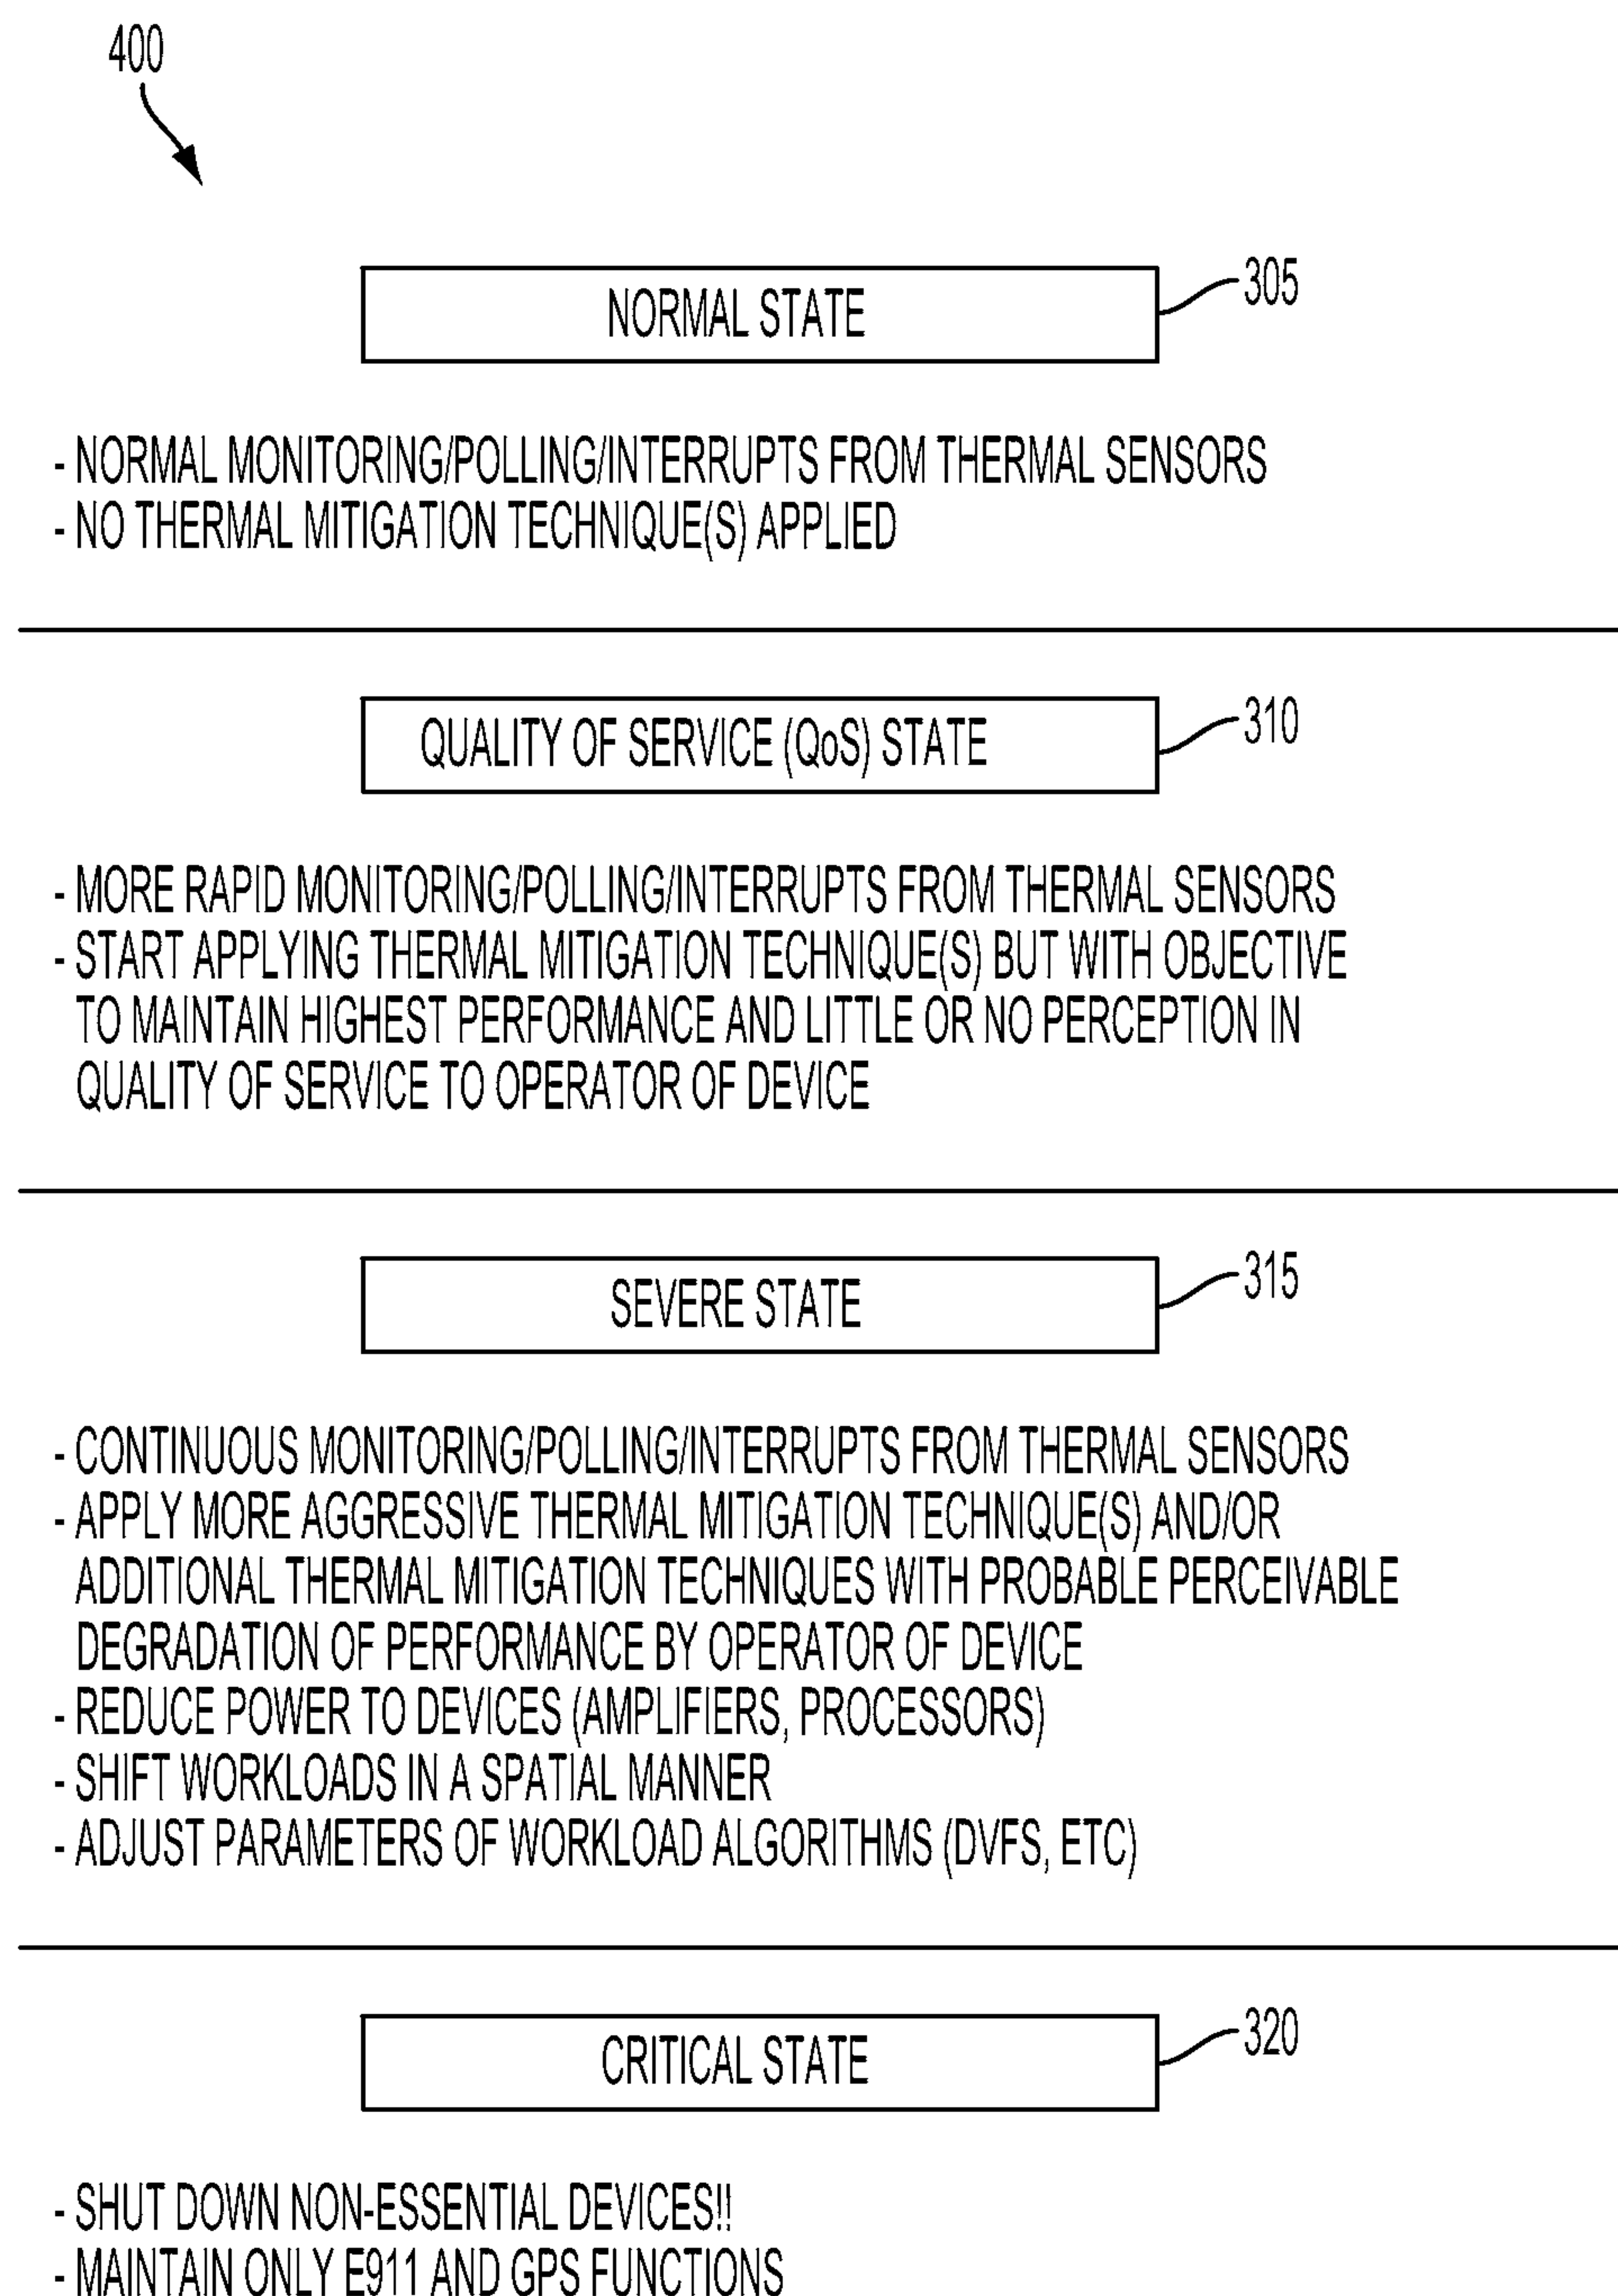 400
NORMAL STATE
305
- NORMAL MONITORING/POLLING/INTERRUPTS FROM THERMAL SENSORS
- NO THERMAL MITIGATION TECHNIQUE(S) APPLIED
QUALITY OF SERVICE (QoS) STATE
310
- MORE RAPID MONITORING/POLLING/INTERRUPTS FROM THERMAL SENSORS
- START APPLYING THERMAL MITIGATION TECHNIQUE(S) BUT WITH OBJECTIVE
TO MAINTAIN HIGHEST PERFORMANCE AND LITTLE OR NO PERCEPTION IN
QUALITY OF SERVICE TO OPERATOR OF DEVICE
SEVERE STATE
315
- CONTINUOUS MONITORING/POLLING/INTERRUPTS FROM THERMAL SENSORS
- APPLY MORE AGGRESSIVE THERMAL MITIGATION TECHNIQUE(S) AND/OR
ADDITIONAL THERMAL MITIGATION TECHNIQUES WITH PROBABLE PERCEIVABLE
DEGRADATION OF PERFORMANCE BY OPERATOR OF DEVICE
- REDUCE POWER TO DEVICES (AMPLIFIERS, PROCESSORS)
- SHIFT WORKLOADS IN A SPATIAL MANNER
- ADJUST PARAMETERS OF WORKLOAD ALGORITHMS (DVFS, ETC)
CRITICAL STATE
320
- SHUT DOWN NON-ESSENTIAL DEVICES!!
- MAINTAIN ONLY E911 AND GPS FUNCTIONS